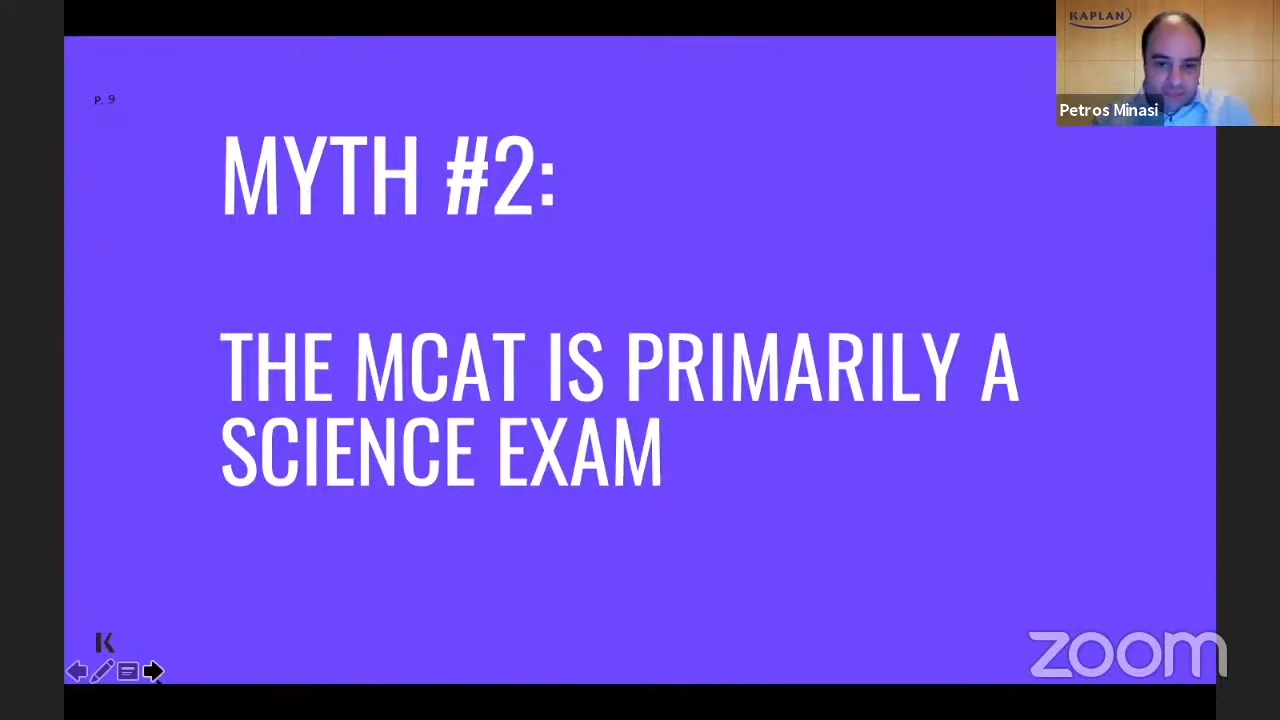 KAPLAN
Petros Minasi
P. 9
MYTH #2:
THE MCAT IS PRIMARILY A
SCIENCE EXAM
K
zoom